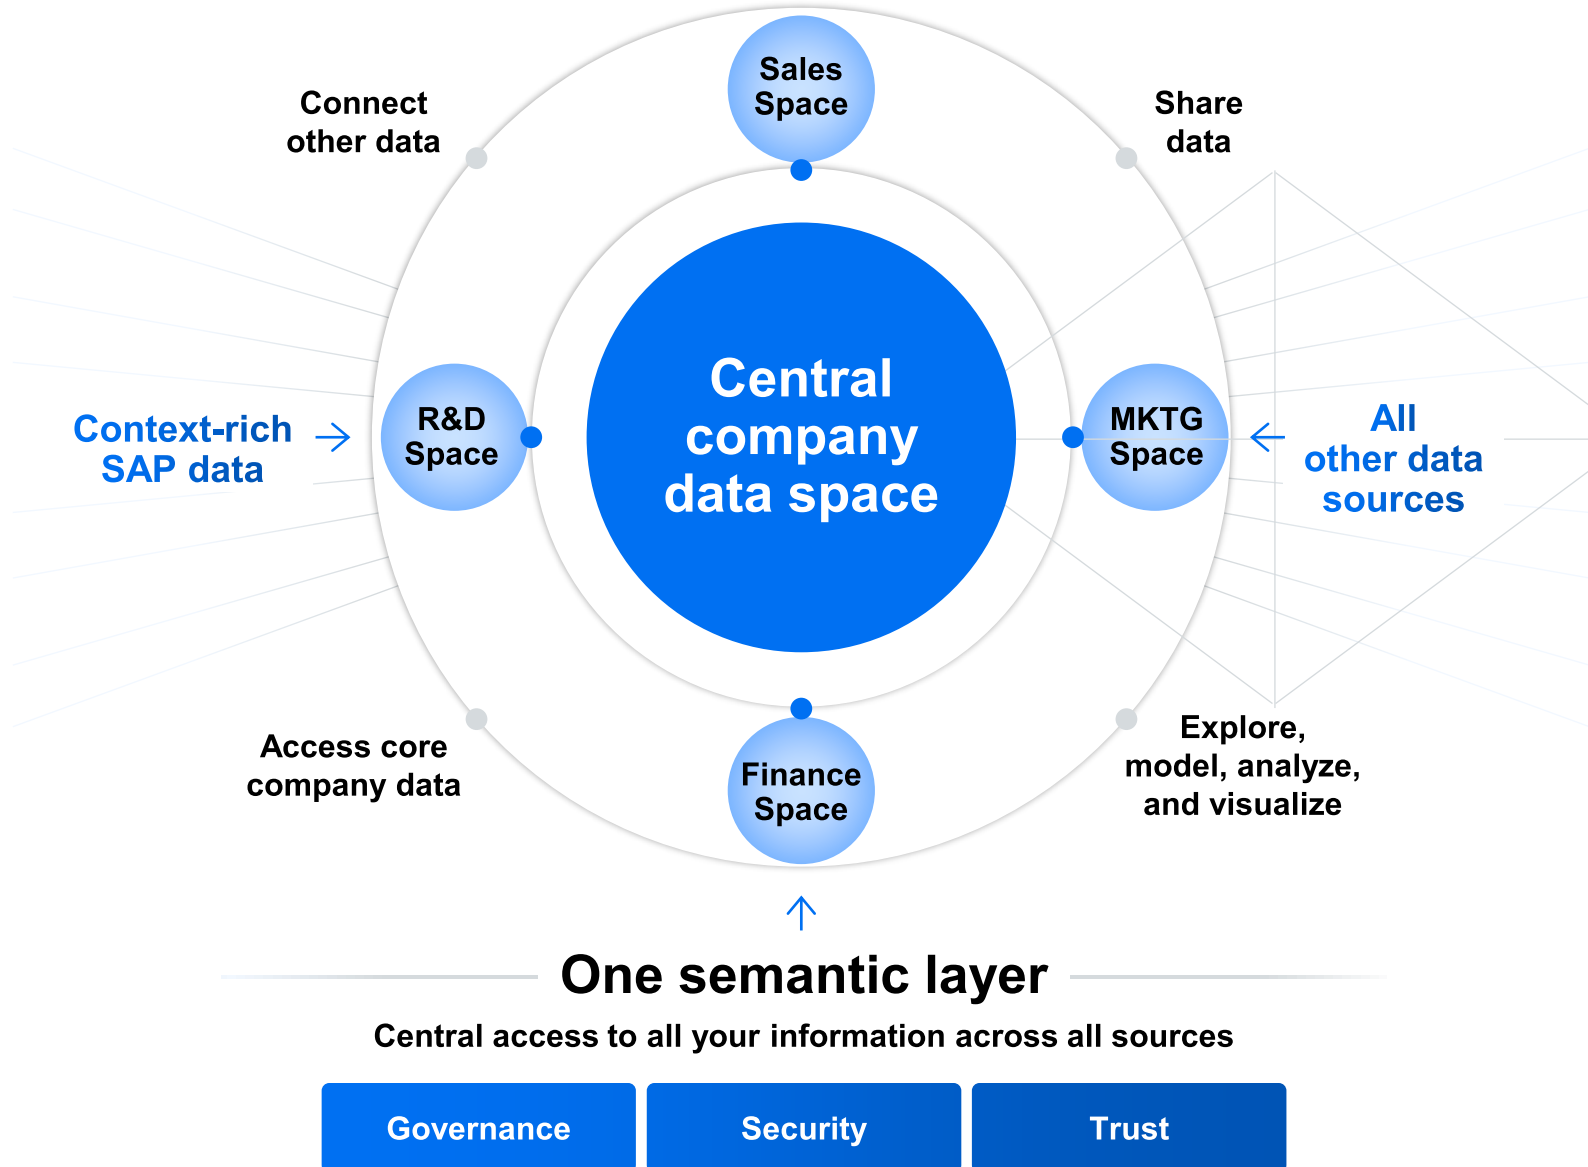 Sales
Space
Connect
other data
Share
data
Central
company
data space
R&D
Space
MKTG
Space
Context-rich
SAP data
All
other data
sources
Access core
company data
Finance
Space
Explore,
model, analyze,
and visualize
One semantic layer
Central access to all your information across all sources
Governance
Security
Trust